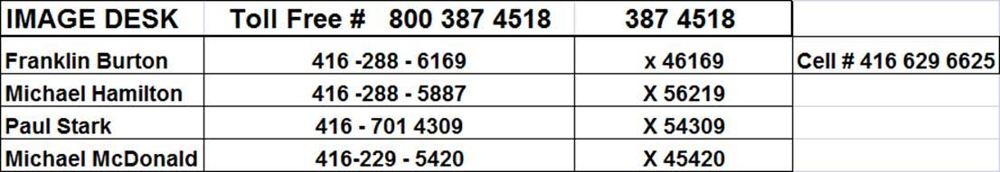 IMAGE DESK Toll Free # 800 387 4518 387 4518
Franklin Burton 416 -288 - 6169 x 46169 Cell # 416 629 6625
Michael Hamilton 416 -288 - 5887 X 56219
Paul Stark 416 - 701 4309 X 54309
Michael McDonald 416-229 - 5420 X 45420